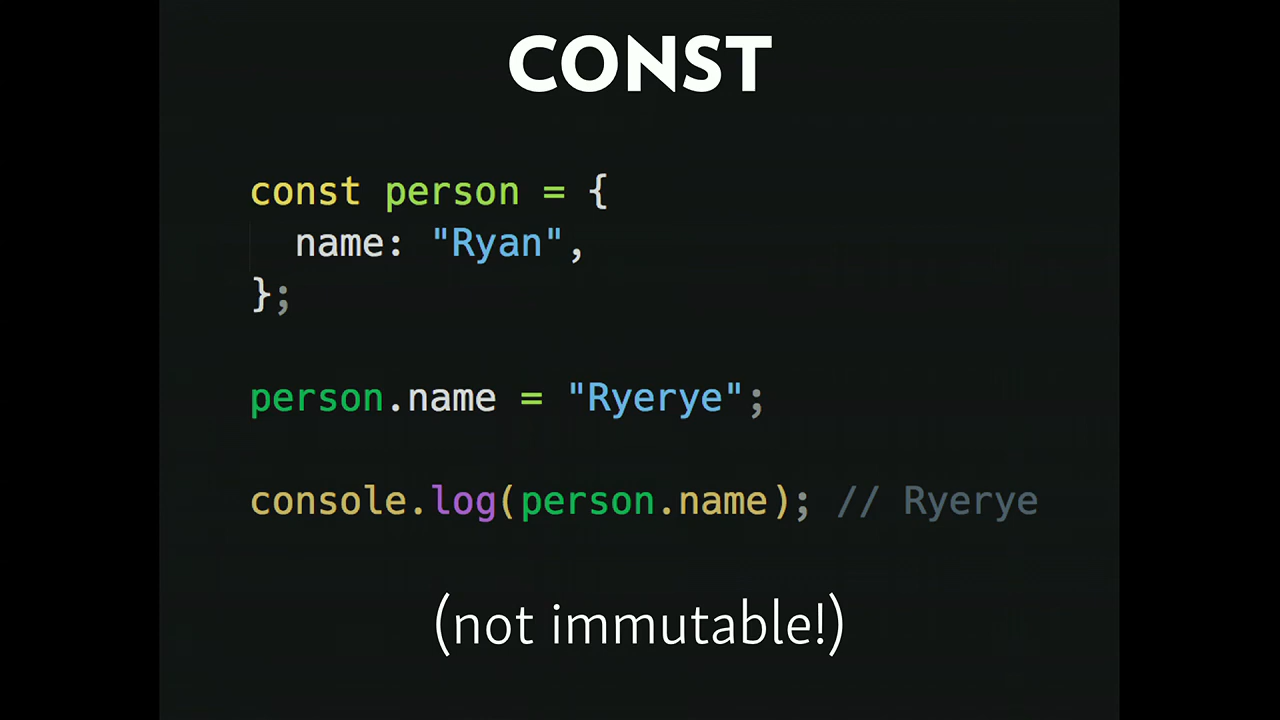 CONST
const person = {
  name: "Ryan",
};
person.name = "Ryerye";
console.log(person.name); // Ryerye
(not immutable!)